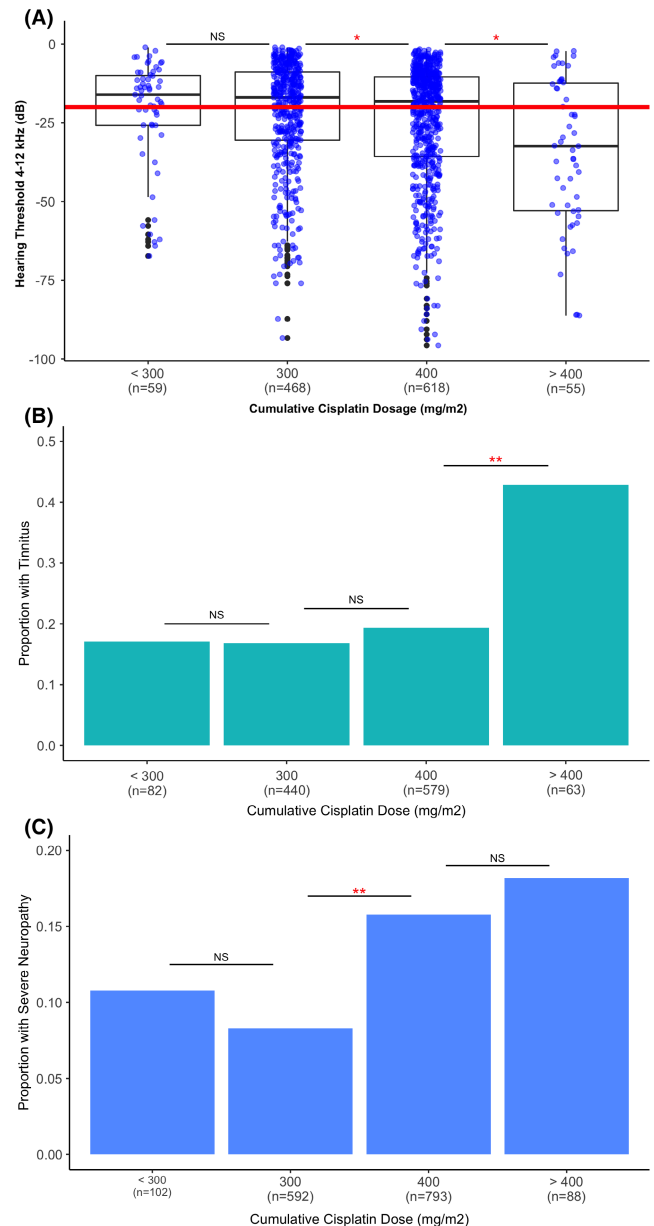 (A)
NS
*
*
0
-25
-50
-75
-100
Hearing Threshold 4-12 kHz (dB)
< 300 300 400 > 400
(n=59) (n=468) (n=618) (n=55)
Cumulative Cisplatin Dosage (mg/m2)
(B)
0.5
0.4
0.3
0.2
0.1
0.0
Proportion with Tinnitus
NS
NS
**
< 300 300 400 > 400
(n=82) (n=440) (n=579) (n=63)
Cumulative Cisplatin Dose (mg/m2)
(C)
0.20
0.15
0.10
0.05
0.00
Proportion with Severe Neuropathy
NS
**
NS
< 300 300 400 > 400
(n=102) (n=592) (n=793) (n=88)
Cumulative Cisplatin Dose (mg/m2)